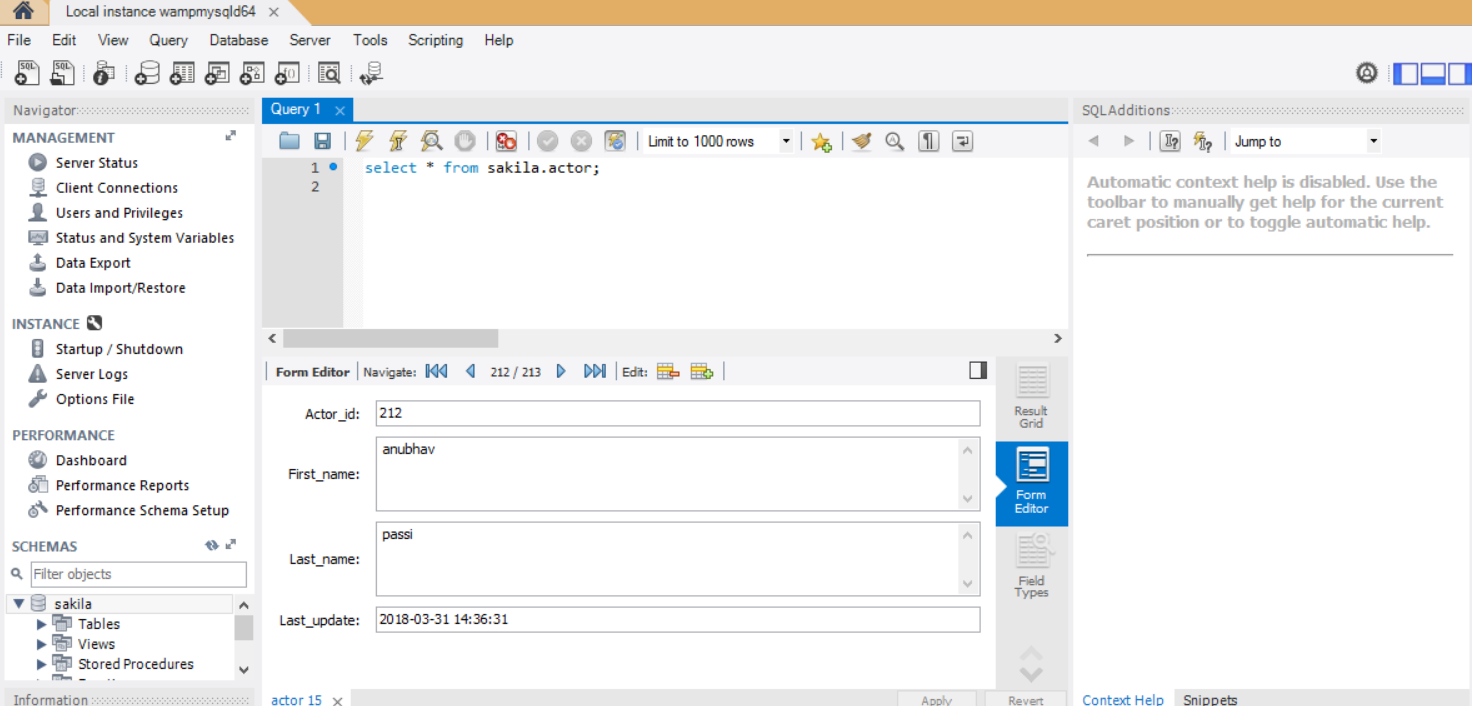 Local instance wampmysqld64 ×
File Edit View Query Database Server Tools Scripting Help
SQL SQL
Navigator
MANAGEMENT
Server Status
Client Connections
Users and Privileges
Status and System Variables
Data Export
Data Import/Restore
INSTANCE
Startup / Shutdown
Server Logs
Options File
PERFORMANCE
Dashboard
Performance Reports
Performance Schema Setup
SCHEMAS
Filter objects
sakila
Tables
Views
Stored Procedures
Information
Query 1 ×
Limit to 1000 rows
1 select * from sakila.actor;
2
Form Editor Navigate: 212 / 213 Edit:
Actor_id: 212
First_name: anubhav
Last_name: passi
Last_update: 2018-03-31 14:36:31
Result
Grid
Form
Editor
Field
Types
actor 15 ×
Apply Revert
SQLAdditions
Jump to
Automatic context help is disabled. Use the
toolbar to manually get help for the current
caret position or to toggle automatic help.
Context Help Snippets